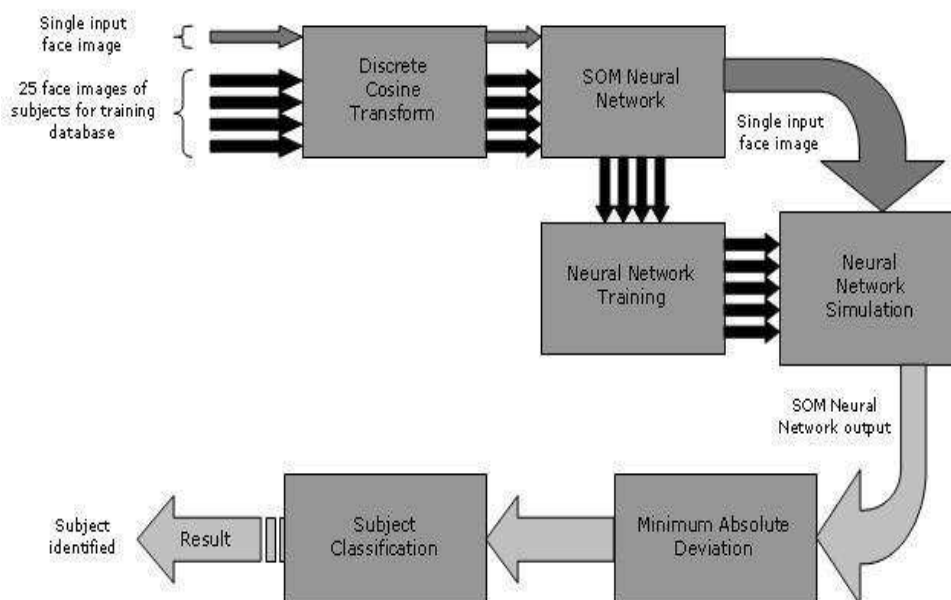 Single input
face image
25 face images of
subjects for training
database
Discrete
Cosine
Transform
SOM Neural
Network
Single input
face image
Neural Network
Training
Neural
Network
Simulation
SOM Neural
Network output
Minimum Absolute
Deviation
Subject
Classification
Result
Subject
identified